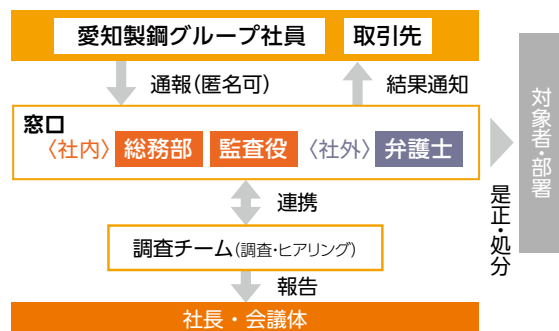 愛知製鋼グループ社員 取引先
通報(匿名可) 結果通知
窓口
〈社内〉 総務部 監査役 〈社外〉 弁護士
対象者・部署
是正・処分
連携
調査チーム(調査・ヒアリング)
報告
社長・会議体